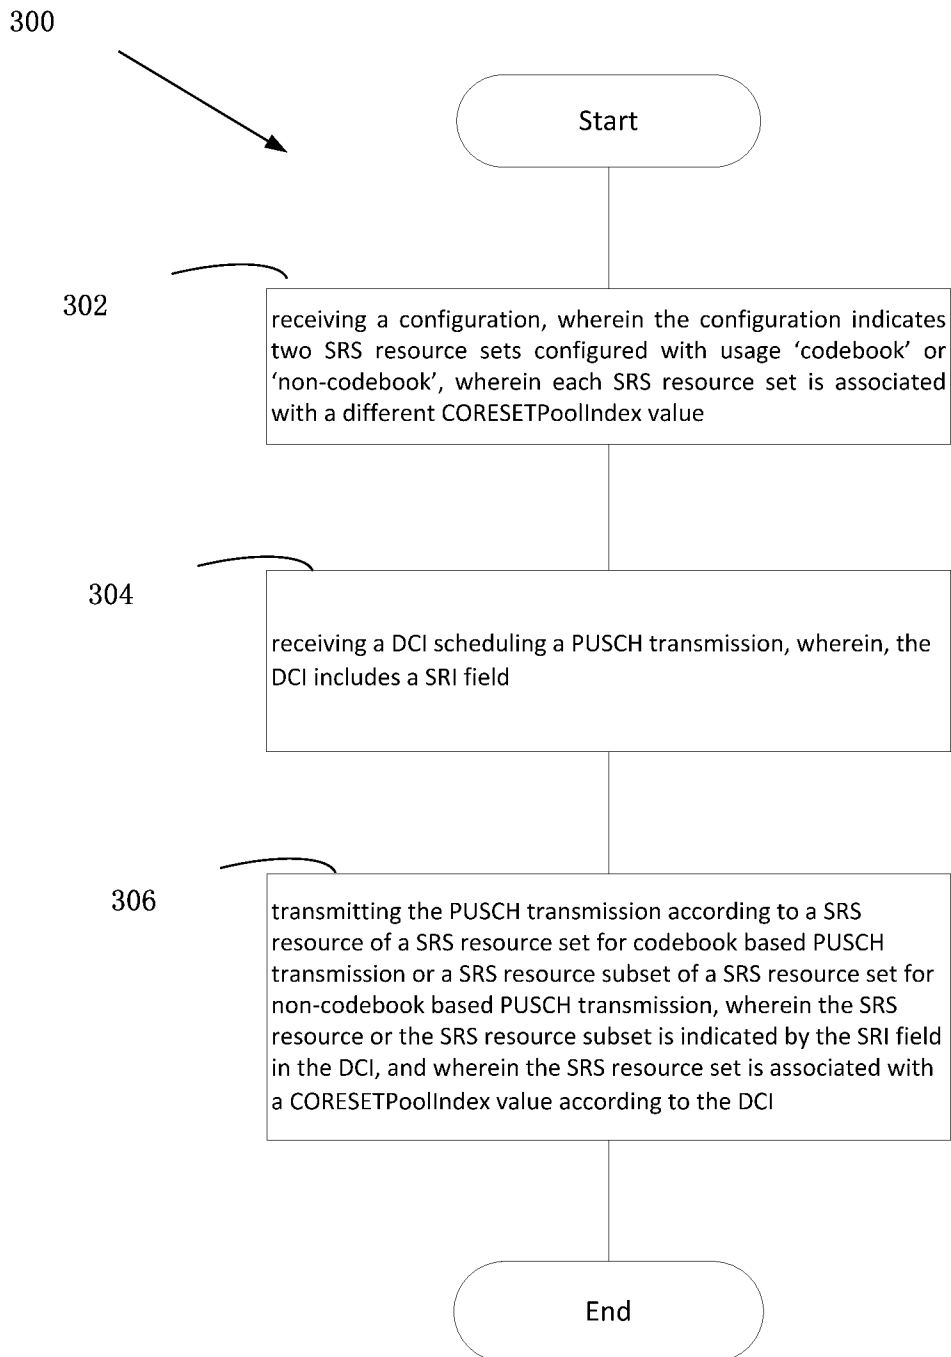 300
Start
302
receiving a configuration, wherein the configuration indicates
two SRS resource sets configured with usage ‘codebook’ or
‘non-codebook’, wherein each SRS resource set is associated
with a different CORESETPoolIndex value
304
receiving a DCI scheduling a PUSCH transmission, wherein, the
DCI includes a SRI field
306
transmitting the PUSCH transmission according to a SRS
resource of a SRS resource set for codebook based PUSCH
transmission or a SRS resource subset of a SRS resource set for
non-codebook based PUSCH transmission, wherein the SRS
resource or the SRS resource subset is indicated by the SRI field
in the DCI, and wherein the SRS resource set is associated with
a CORESETPoolIndex value according to the DCI
End